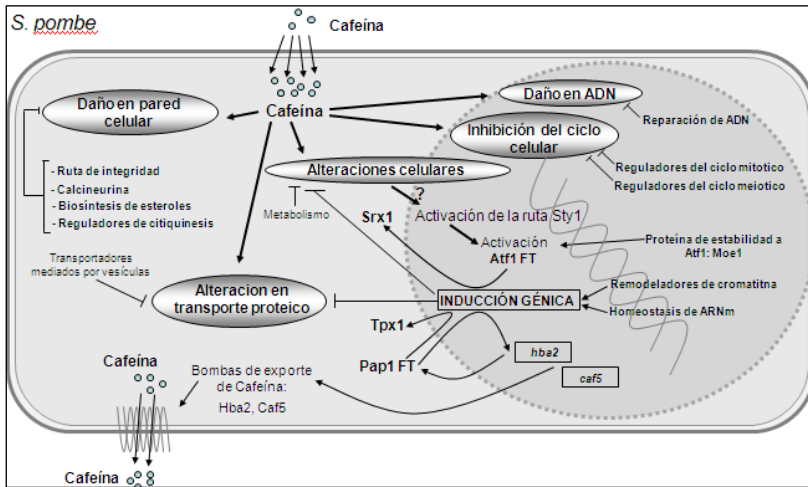 S. pombe
Cafeína
Daño en pared
celular
Cafeína
Daño en ADN
Reparación de ADN
Inhibición del ciclo
celular
Reguladores del ciclo mitotico
Reguladores del ciclo meiotico
Alteraciones celulares
- Ruta de integridad
- Calcineurina
- Biosíntesis de esteroles
- Reguladores de citiquinesis
?
Metabolismo
Srx1
Activación de la ruta Sty1
Activación
Atf1 FT
Proteína de estabilidad a
Atf1: Moe1
Transportadores
mediados por vesículas
Alteracion en
transporte proteico
INDUCCIÓN GÉNICA
Remodeladores de cromatitna
Homeostasis de ARNm
Tpx1
Pap1 FT
hba2
caf5
Cafeína
Bombas de exporte
de Cafeína:
Hba2, Caf5
Cafeína